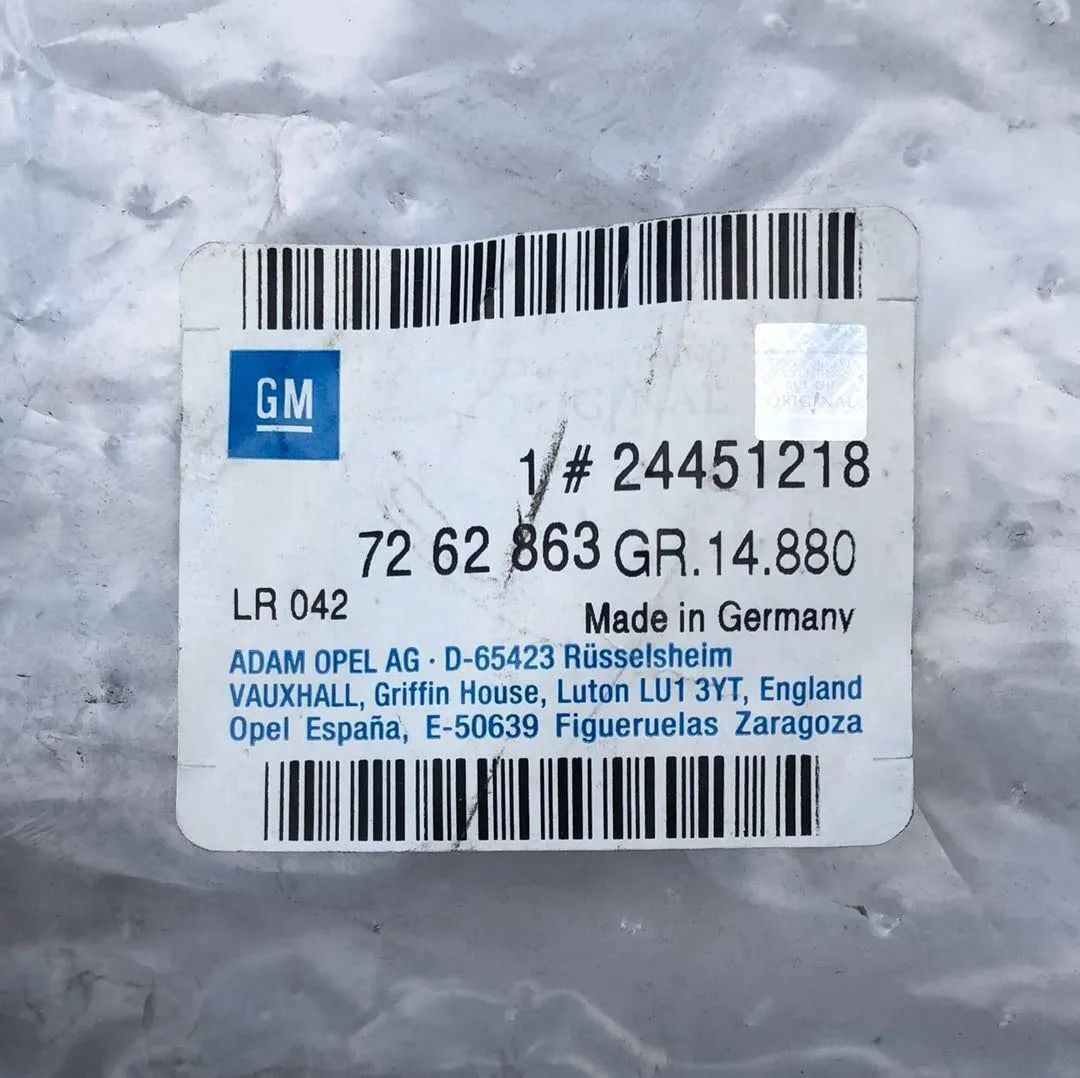 GM
ORIGINAL
1 # 24451218
72 62 863 GR.14.880
LR 042
Made in Germany
ADAM OPEL AG · D-65423 Rüsselsheim
VAUXHALL, Griffin House, Luton LU1 3YT, England
Opel España, E-50639 Figueruelas Zaragoza